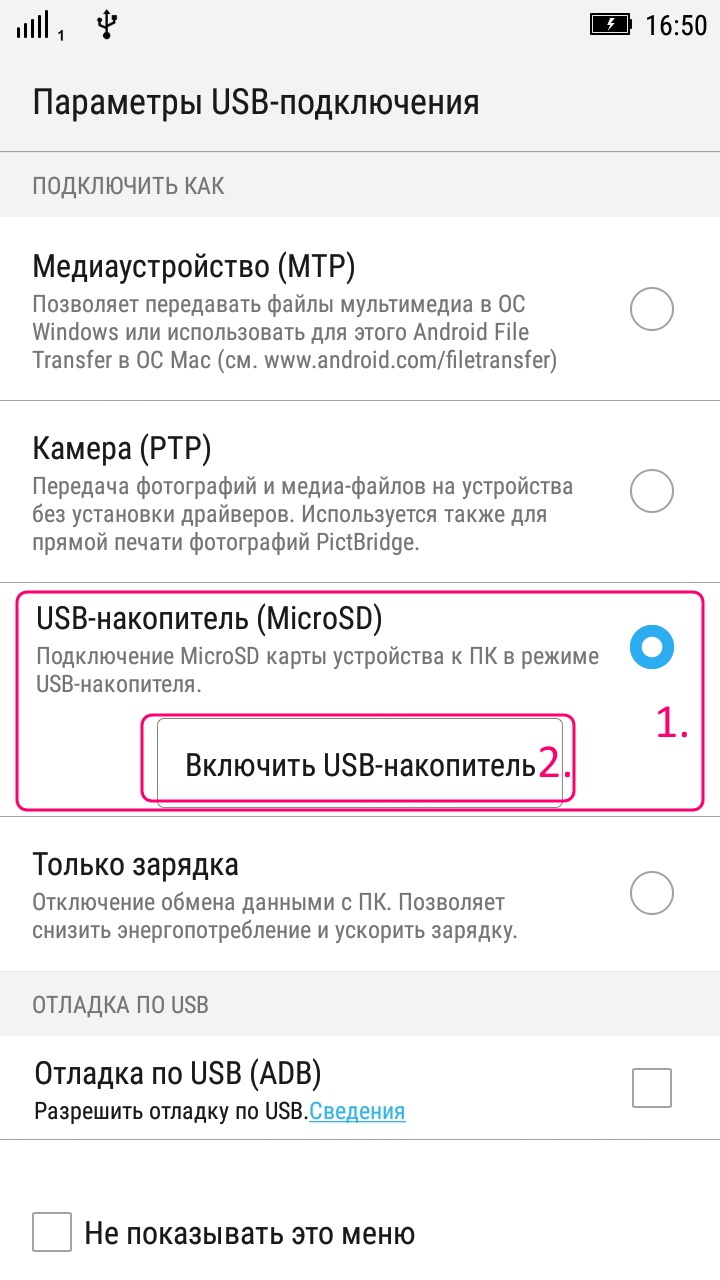 1 16:50
Параметры USB-подключения
ПОДКЛЮЧИТЬ КАК
Медиаустройство (MTP)
Позволяет передавать файлы мультимедиа в ОС
Windows или использовать для этого Android File
Transfer в ОС Mac (см. www.android.com/filetransfer)
Камера (PTP)
Передача фотографий и медиа-файлов на устройства
без установки драйверов. Используется также для
прямой печати фотографий PictBridge.
USB-накопитель (MicroSD)
Подключение MicroSD карты устройства к ПК в режиме
USB-накопителя.
1.
Включить USB-накопитель 2.
Только зарядка
Отключение обмена данными с ПК. Позволяет
снизить энергопотребление и ускорить зарядку.
ОТЛАДКА ПО USB
Отладка по USB (ADB)
Разрешить отладку по USB.Сведения
Не показывать это меню